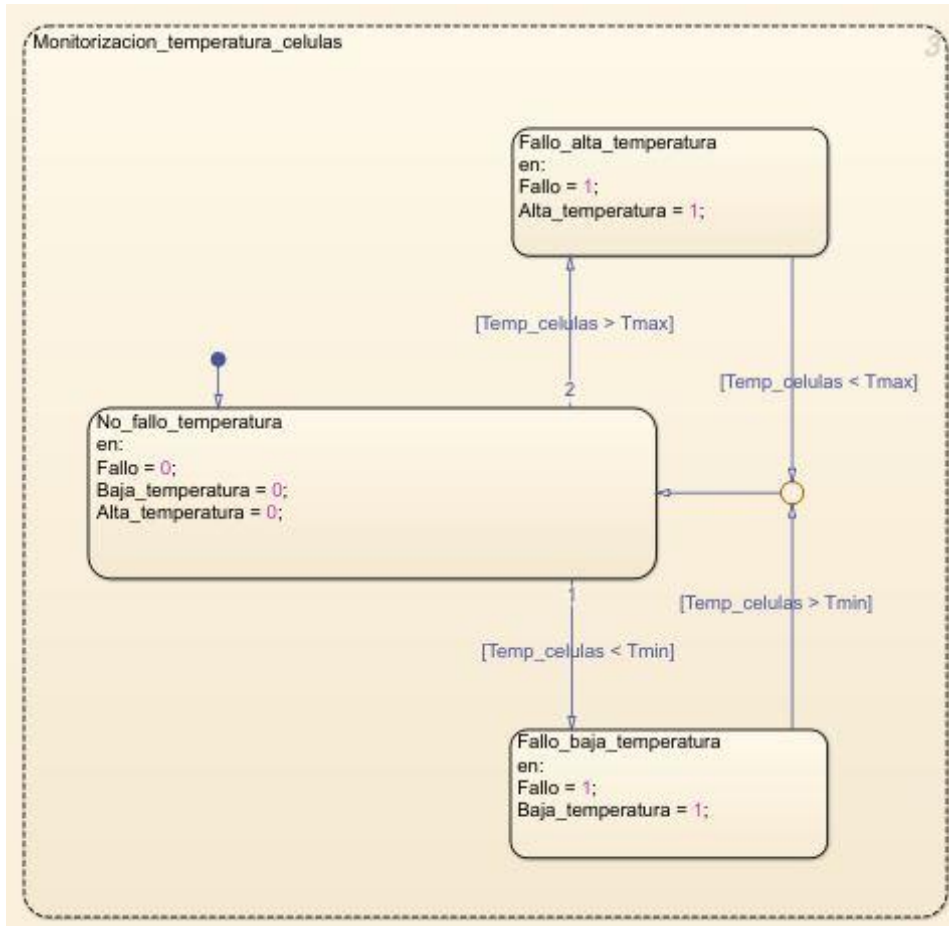 Monitorizacion_temperatura_celulas
3
Fallo_alta_temperatura
en:
Fallo = 1;
Alta_temperatura = 1;
[Temp_celulas > Tmax]
[Temp_celulas < Tmax]
2
No_fallo_temperatura
en:
Fallo = 0;
Baja_temperatura = 0;
Alta_temperatura = 0;
1
[Temp_celulas > Tmin]
[Temp_celulas < Tmin]
Fallo_baja_temperatura
en:
Fallo = 1;
Baja_temperatura = 1;